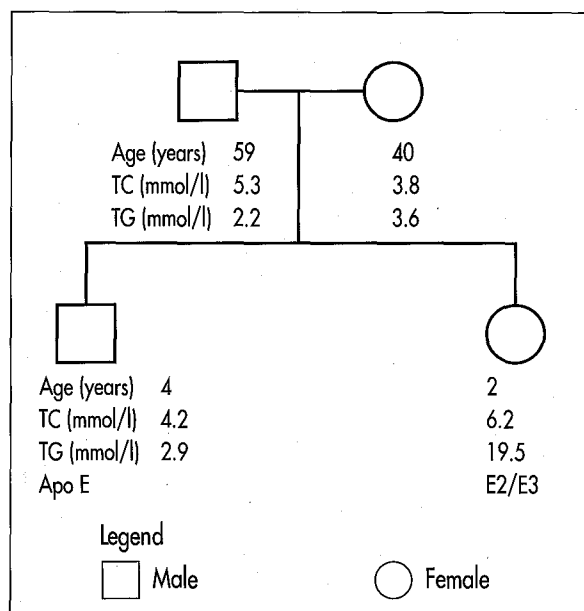 Age (years) 59 40
TC (mmol/l) 5.3 3.8
TG (mmol/l) 2.2 3.6
Age (years) 4 2
TC (mmol/l) 4.2 6.2
TG (mmol/l) 2.9 19.5
Apo E E2/E3
Legend
Male Female